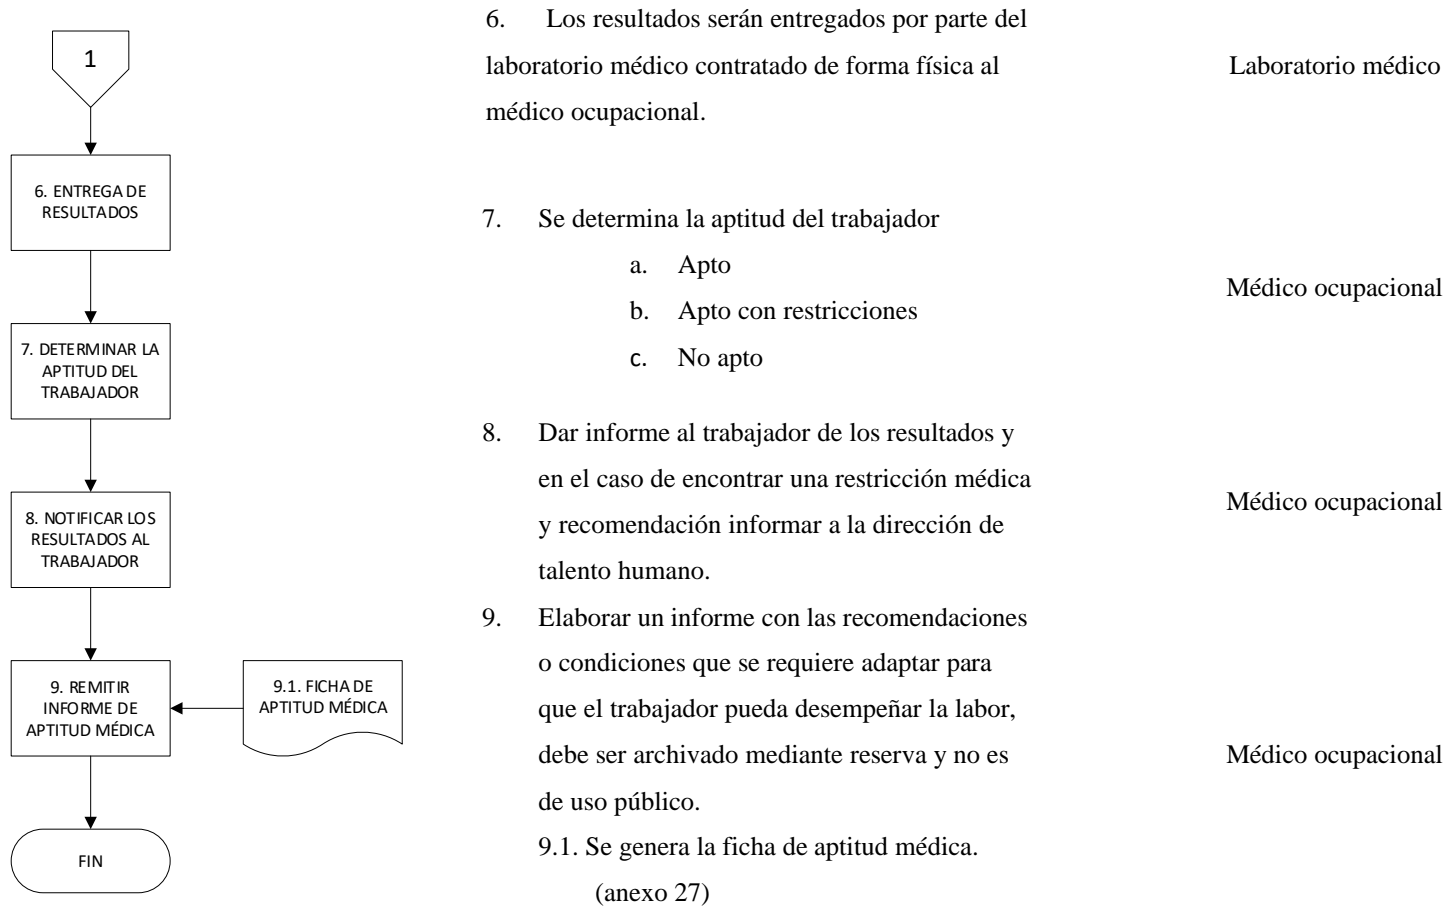 1
6. ENTREGA DE
RESULTADOS
7. DETERMINAR LA
APTITUD DEL
TRABAJADOR
8. NOTIFICAR LOS
RESULTADOS AL
TRABAJADOR
9. REMITIR
INFORME DE
APTITUD MÉDICA
9.1. FICHA DE
APTITUD MÉDICA
FIN
6. Los resultados serán entregados por parte del
laboratorio médico contratado de forma física al
médico ocupacional.
7. Se determina la aptitud del trabajador
a. Apto
b. Apto con restricciones
c. No apto
8. Dar informe al trabajador de los resultados y
en el caso de encontrar una restricción médica
y recomendación informar a la dirección de
talento humano.
9. Elaborar un informe con las recomendaciones
o condiciones que se requiere adaptar para
que el trabajador pueda desempeñar la labor,
debe ser archivado mediante reserva y no es
de uso público.
9.1. Se genera la ficha de aptitud médica.
(anexo 27)
Laboratorio médico
Médico ocupacional
Médico ocupacional
Médico ocupacional